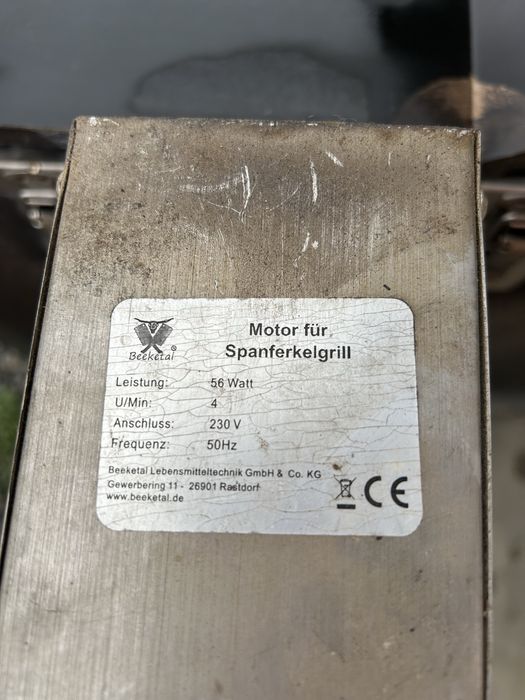 Beeketal®
Motor für
Spanferkelgrill
Leistung: 56 Watt
U/Min: 4
Anschluss: 230 V
Frequenz: 50Hz
Beeketal Lebensmitteltechnik GmbH & Co. KG
Gewerbering 11 - 26901 Rastdorf
www.beeketal.de
CE